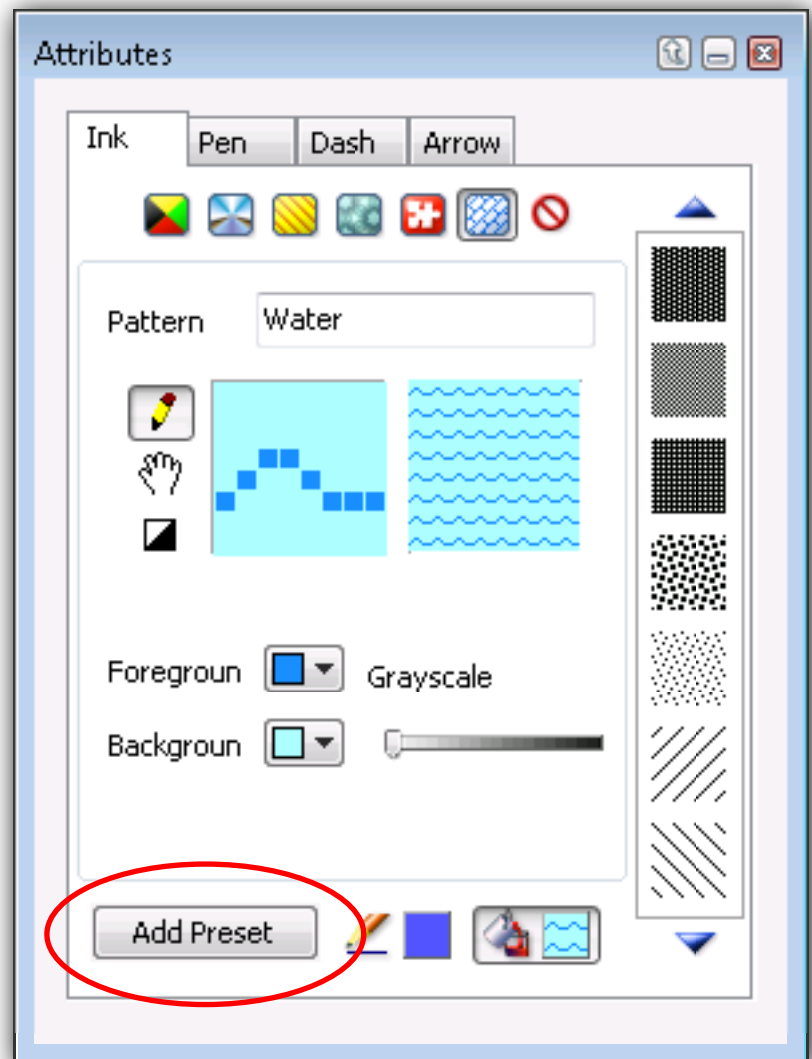 Attributes
Ink Pen Dash Arrow
Pattern Water
Foregroun Grayscale
Backgroun
Add Preset